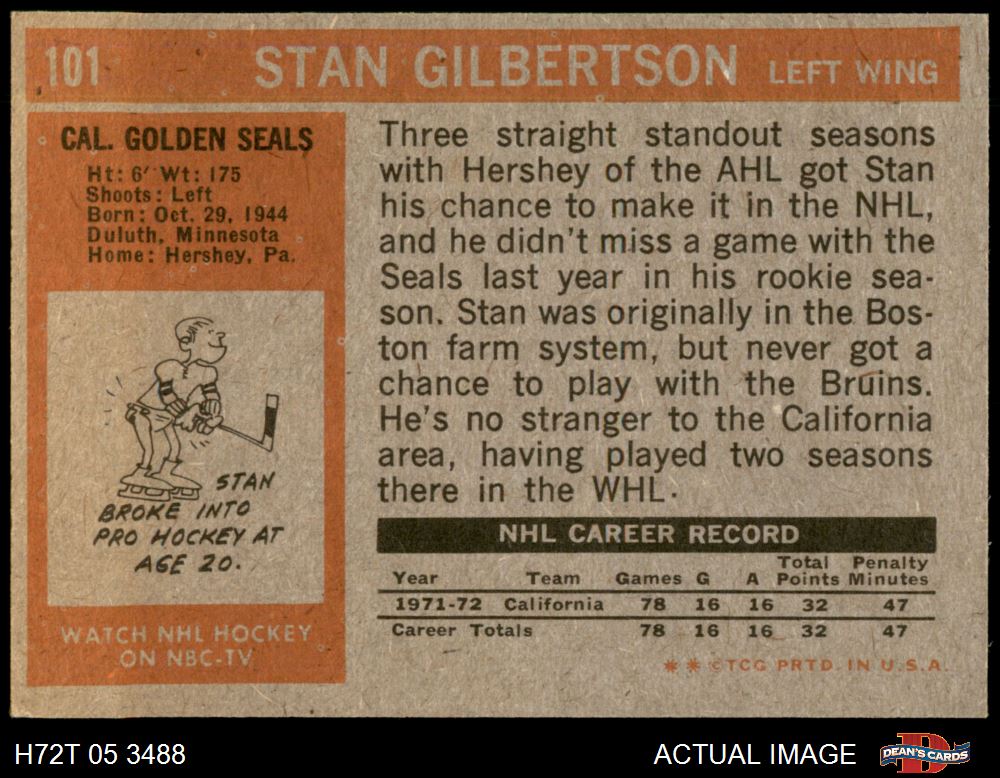 101 STAN GILBERTSON LEFT WING
CAL. GOLDEN SEALS
Ht: 6' Wt: 175
Shoots: Left
Born: Oct. 29, 1944
Duluth, Minnesota
Home: Hershey, Pa.
STAN
BROKE INTO
PRO HOCKEY AT
AGE 20.
WATCH NHL HOCKEY
ON NBC-TV
Three straight standout seasons
with Hershey of the AHL got Stan
his chance to make it in the NHL,
and he didn't miss a game with the
Seals last year in his rookie sea-
son. Stan was originally in the Bos-
ton farm system, but never got a
chance to play with the Bruins.
He's no stranger to the California
area, having played two seasons
there in the WHL.
NHL CAREER RECORD
Year Team Games G A Total Points Penalty Minutes
1971-72 California 78 16 16 32 47
Career Totals 78 16 16 32 47
* * ©TCG PRTD. IN U.S.A.
H72T 05 3488 ACTUAL IMAGE DEAN'S CARDS